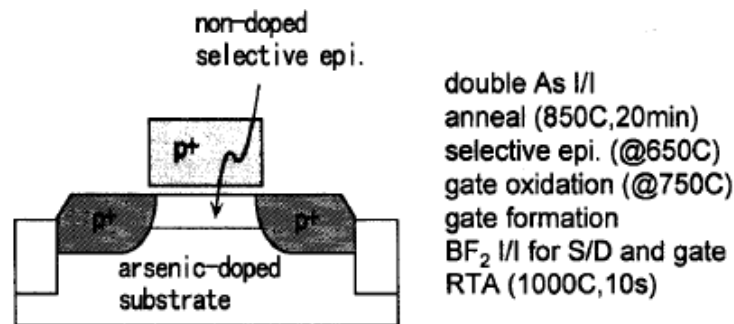 non-doped
selective epi.
p+
p+
p+
arsenic-doped
substrate
double As I/I
anneal (850C,20min)
selective epi. (@650C)
gate oxidation (@750C)
gate formation
BF₂ I/I for S/D and gate
RTA (1000C,10s)